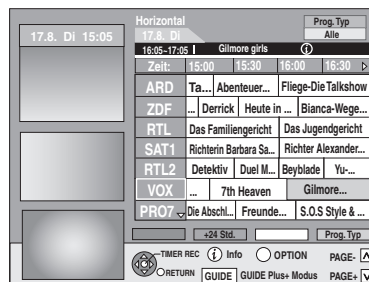 17.8. Di 15:05
Horizontal
Prog. Typ
17.8. Di
Alle
16:05~17:05 Gilmore girls i
Zeit: 15:00 15:30 16:00 16:30
ARD Ta... Abenteuer... Fliege-Die Talkshow
ZDF ... Derrick Heute in ... Bianca-Wege...
RTL Das Familiengericht Das Jugendgericht
SAT1 Richterin Barbara Sa... Richter Alexander...
RTL2 Detektiv Duel M... Beyblade Yu-...
VOX ... 7th Heaven Gilmore...
PRO7 Die Abschl... Freunde... S.O.S Style & ...
+24 Std. Prog. Typ
TIMER REC i Info OPTION PAGE-
RETURN GUIDE GUIDE Plus+ Modus PAGE+